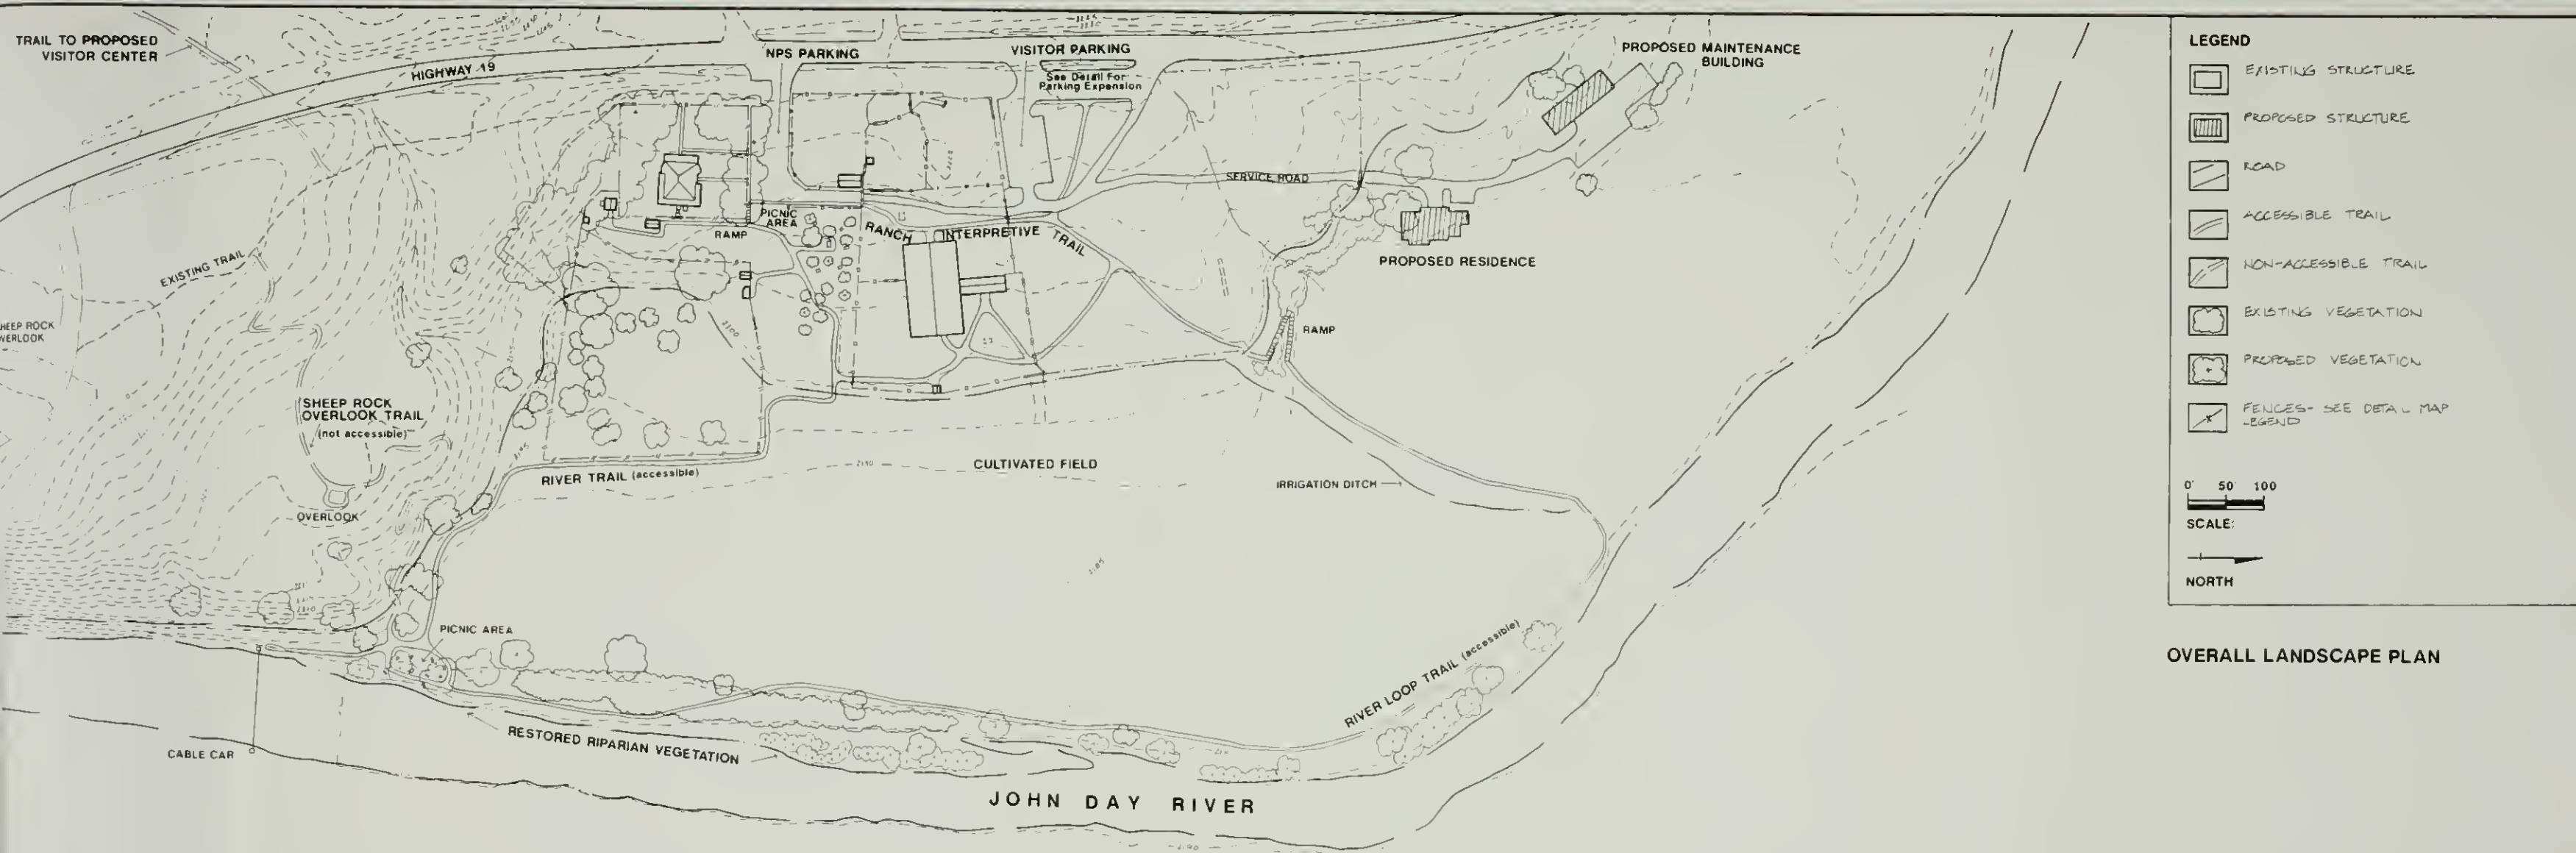 TRAIL TO PROPOSED
VISITOR CENTER
HIGHWAY 19
NPS PARKING
VISITOR PARKING
See Detail For
Parking Expansion
PROPOSED MAINTENANCE
BUILDING
SERVICE ROAD
PICNIC
AREA
RAMP
RANCH INTERPRETIVE TRAIL
PROPOSED RESIDENCE
EXISTING TRAIL
RAMP
2100
SHEEP ROCK
OVERLOOK TRAIL
(not accessible)
OVERLOOK
RIVER TRAIL (accessible)
CULTIVATED FIELD
IRRIGATION DITCH
PICNIC AREA
RIVER LOOP TRAIL (accessible)
RESTORED RIPARIAN VEGETATION
CABLE CAR
JOHN DAY RIVER
LEGEND
EXISTING STRUCTURE
PROPOSED STRUCTURE
ROAD
ACCESSIBLE TRAIL
NON-ACCESSIBLE TRAIL
EXISTING VEGETATION
PROPOSED VEGETATION
FENCES- SEE DETAIL MAP
LEGEND
0' 50' 100
SCALE:
NORTH
OVERALL LANDSCAPE PLAN